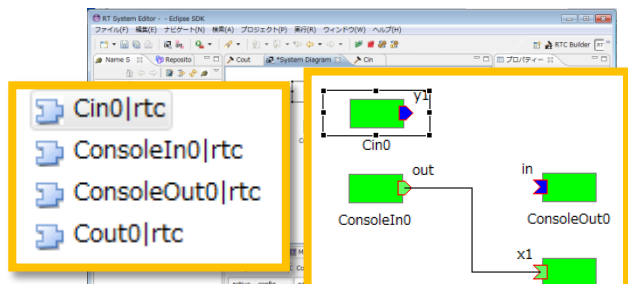 RT System Editor - - Eclipse SDK
ファイル(F) 編集(E) ナビゲート(N) 検索(A) プロジェクト(P) 実行(R) ウィンドウ(W) ヘルプ(H)
RTC Builder RT
Name S Reposito Cout *System Diagram Cin プロパティー
Cin0|rtc
ConsoleIn0|rtc
ConsoleOut0|rtc
Cout0|rtc
y1
Cin0
out
in
ConsoleIn0
ConsoleOut0
x1